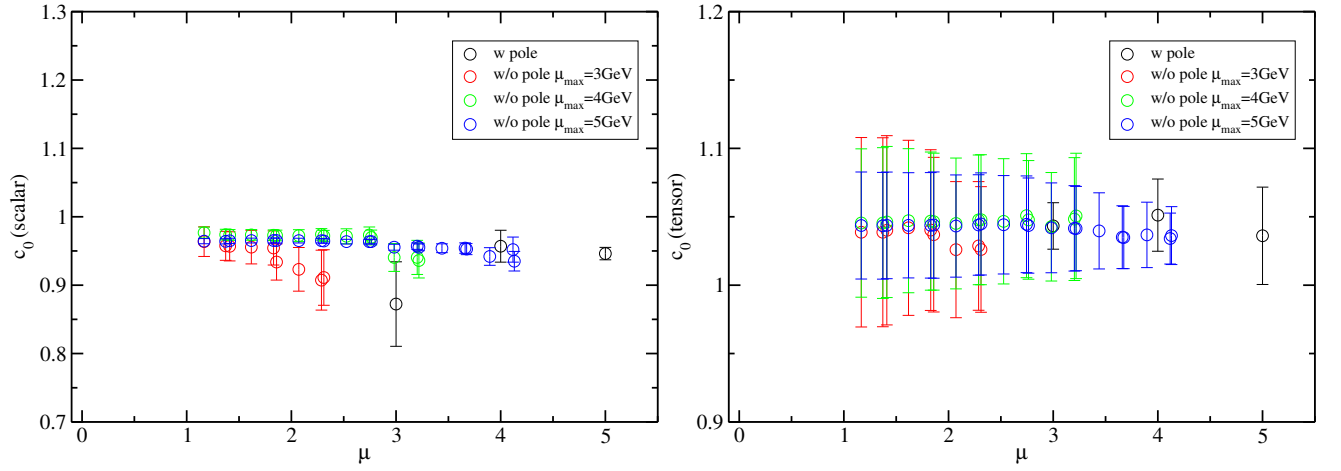 1.3
1.2
1.1
1
0.9
0.8
0.7
0
1
2
3
4
5
μ
c0 (scalar)
w pole
w/o pole μmax=3GeV
w/o pole μmax=4GeV
w/o pole μmax=5GeV
1.2
1.1
1
0.9
0
1
2
3
4
5
μ
c0 (tensor)
w pole
w/o pole μmax=3GeV
w/o pole μmax=4GeV
w/o pole μmax=5GeV